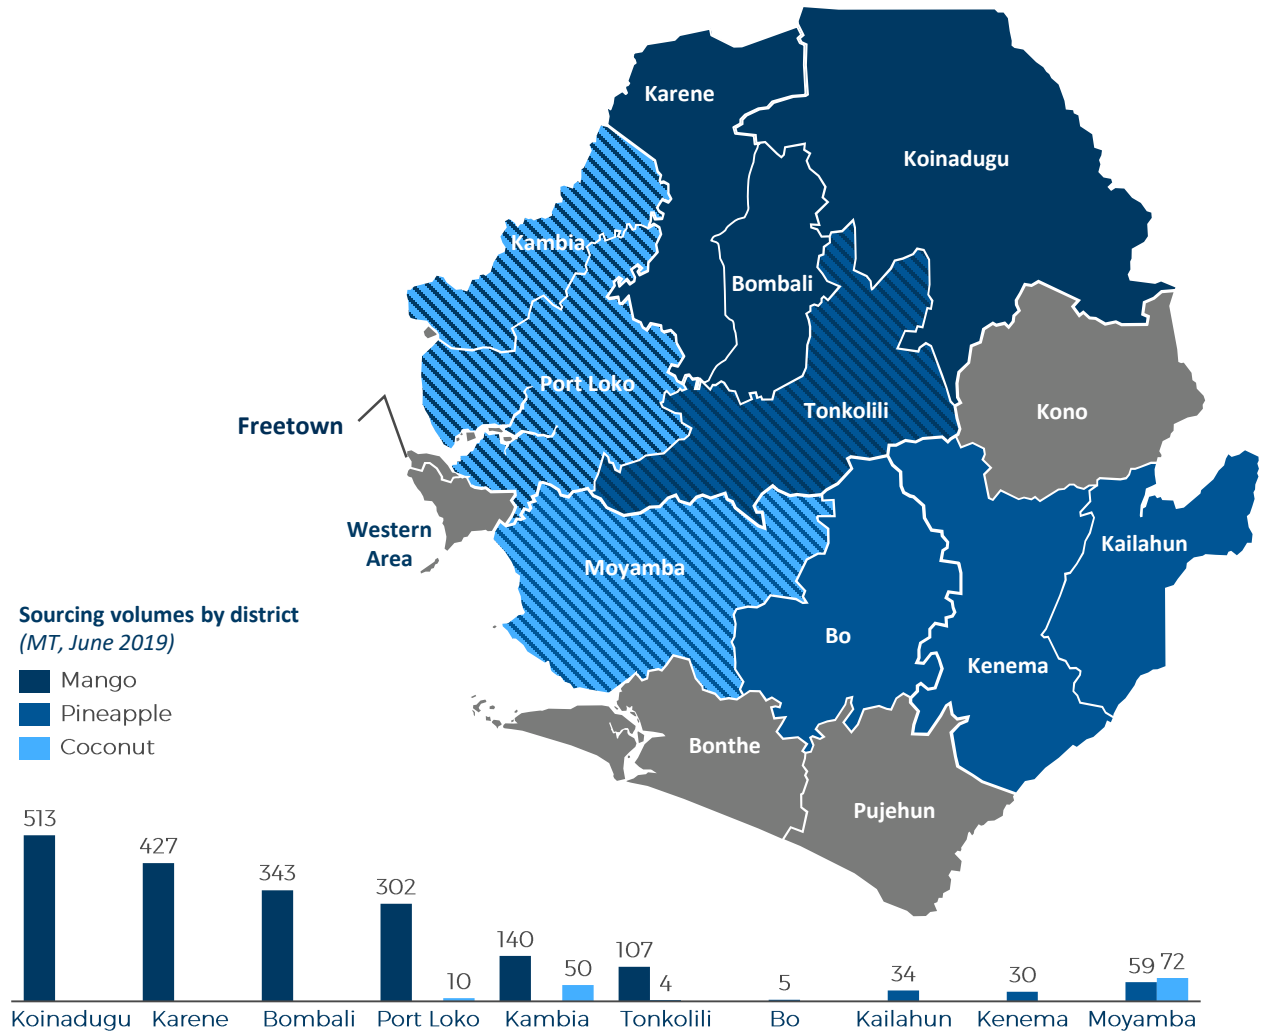 Karene
Koinadugu
Kambia
Bombali
Port Loko
Tonkolili
Kono
Freetown
Western
Area
Moyamba
Kailahun
Bo
Kenema
Bonthe
Pujehun
Sourcing volumes by district
(MT, June 2019)
Mango
Pineapple
Coconut
513
427
343
302
10
140
50
107
4
5
34
30
59
72
Koinadugu
Karene
Bombali
Port Loko
Kambia
Tonkolili
Bo
Kailahun
Kenema
Moyamba